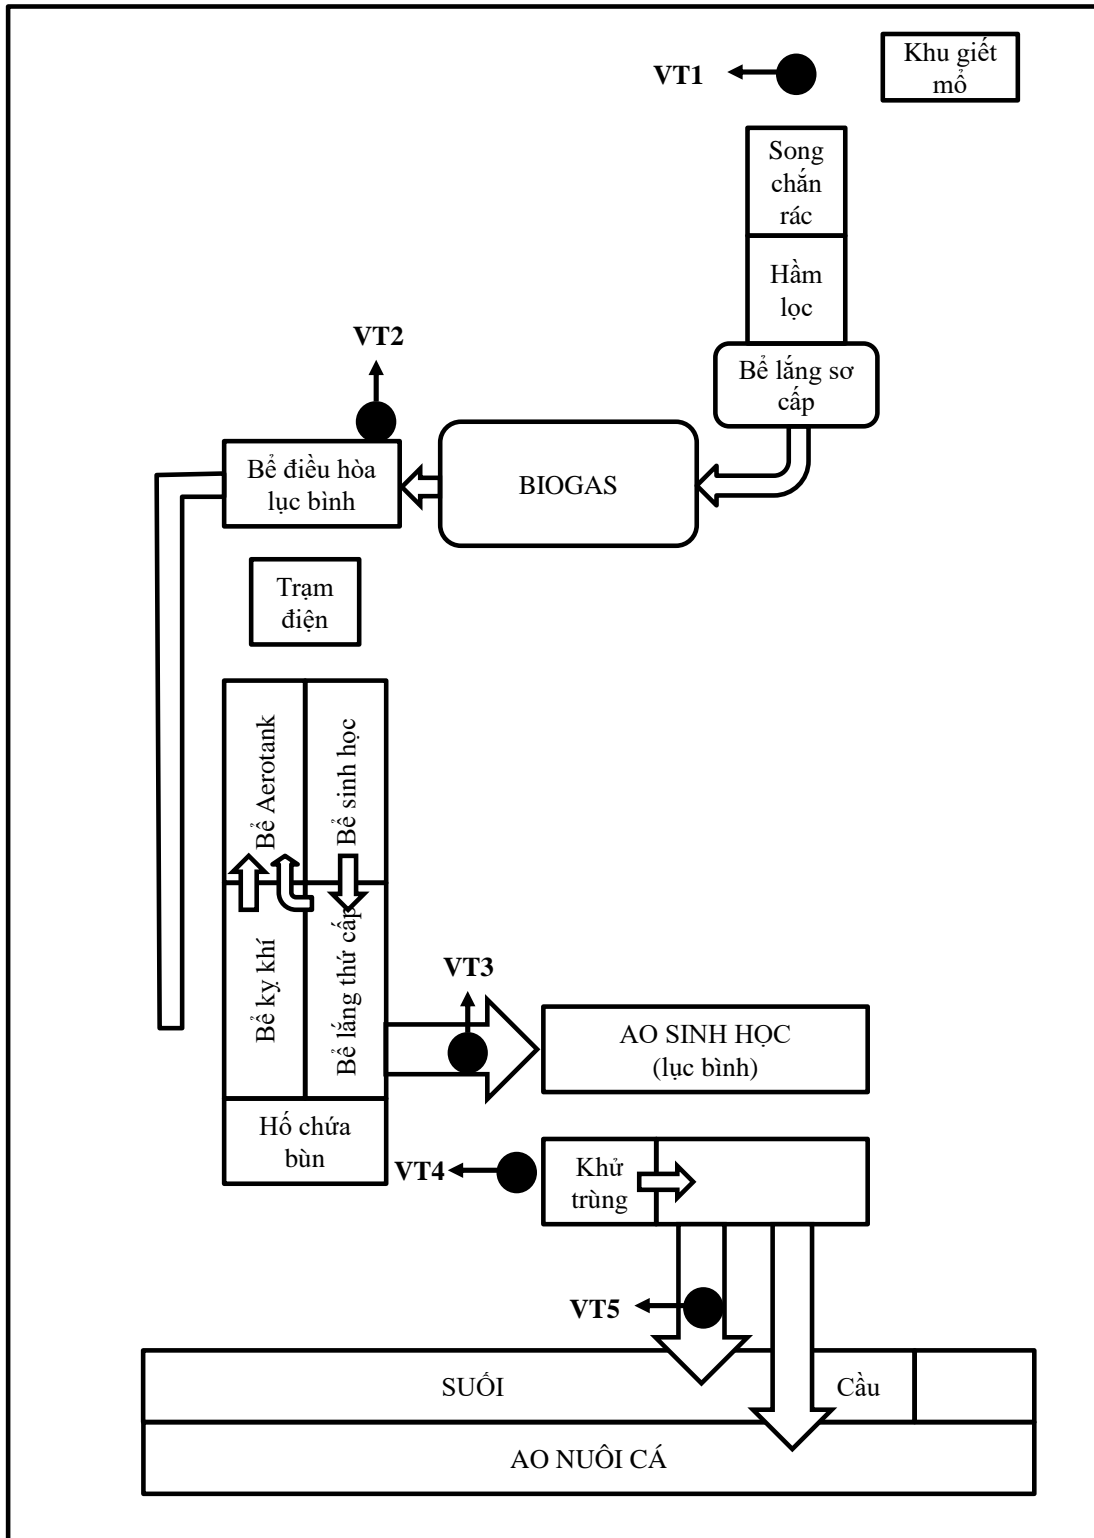 Khu giết
mổ
VT1
Song
chắn
rác
Hầm
lọc
VT2
Bể lắng sơ
cấp
Bể điều hòa
lục bình
BIOGAS
Trạm
điện
Bể Aerotank
Bể sinh học
Bể kỵ khí
Bể lắng thứ cấp
VT3
AO SINH HỌC
(lục bình)
Hố chứa
bùn
VT4
Khử
trùng
VT5
SUỐI
Cầu
AO NUÔI CÁ